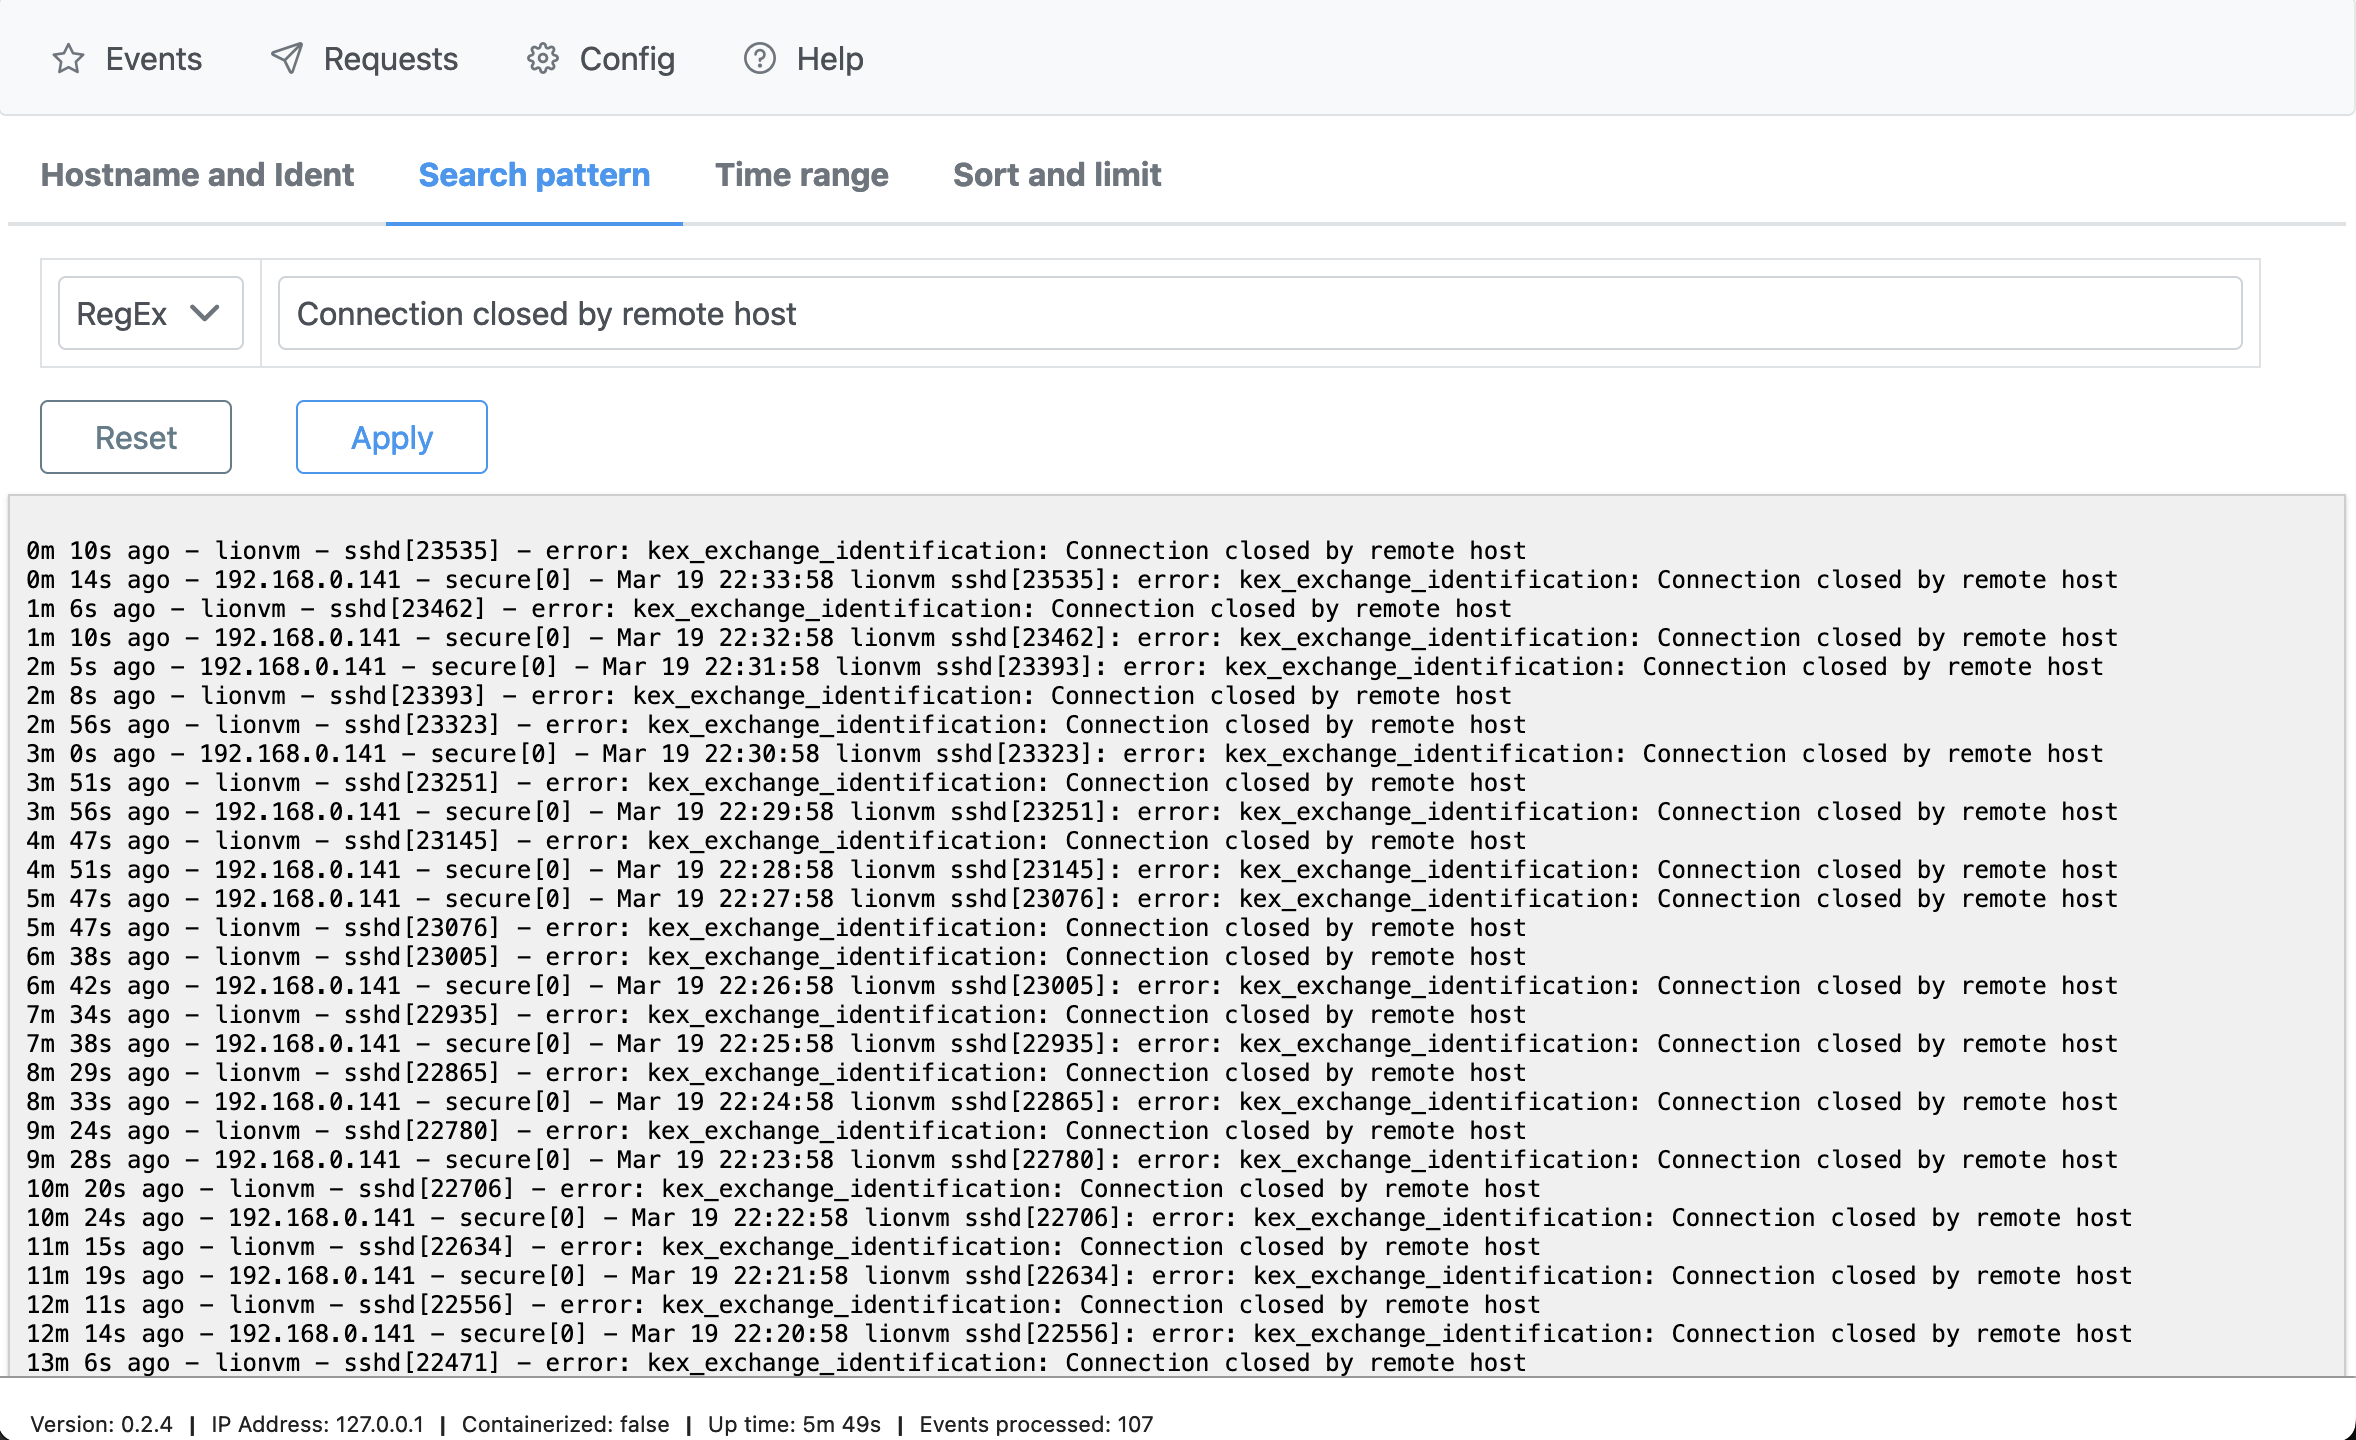 Events Requests Config Help
Hostname and Ident Search pattern Time range Sort and limit
RegEx Connection closed by remote host
Reset Apply
0m 10s ago - lionvm - sshd[23535] - error: kex_exchange_identification: Connection closed by remote host
0m 14s ago - 192.168.0.141 - secure[0] - Mar 19 22:33:58 lionvm sshd[23535]: error: kex_exchange_identification: Connection closed by remote host
1m 6s ago - lionvm - sshd[23462] - error: kex_exchange_identification: Connection closed by remote host
1m 10s ago - 192.168.0.141 - secure[0] - Mar 19 22:32:58 lionvm sshd[23462]: error: kex_exchange_identification: Connection closed by remote host
2m 5s ago - 192.168.0.141 - secure[0] - Mar 19 22:31:58 lionvm sshd[23393]: error: kex_exchange_identification: Connection closed by remote host
2m 8s ago - lionvm - sshd[23393] - error: kex_exchange_identification: Connection closed by remote host
2m 56s ago - lionvm - sshd[23323] - error: kex_exchange_identification: Connection closed by remote host
3m 0s ago - 192.168.0.141 - secure[0] - Mar 19 22:30:58 lionvm sshd[23323]: error: kex_exchange_identification: Connection closed by remote host
3m 51s ago - lionvm - sshd[23251] - error: kex_exchange_identification: Connection closed by remote host
3m 56s ago - 192.168.0.141 - secure[0] - Mar 19 22:29:58 lionvm sshd[23251]: error: kex_exchange_identification: Connection closed by remote host
4m 47s ago - lionvm - sshd[23145] - error: kex_exchange_identification: Connection closed by remote host
4m 51s ago - 192.168.0.141 - secure[0] - Mar 19 22:28:58 lionvm sshd[23145]: error: kex_exchange_identification: Connection closed by remote host
5m 47s ago - 192.168.0.141 - secure[0] - Mar 19 22:27:58 lionvm sshd[23076]: error: kex_exchange_identification: Connection closed by remote host
5m 47s ago - lionvm - sshd[23076] - error: kex_exchange_identification: Connection closed by remote host
6m 38s ago - lionvm - sshd[23005] - error: kex_exchange_identification: Connection closed by remote host
6m 42s ago - 192.168.0.141 - secure[0] - Mar 19 22:26:58 lionvm sshd[23005]: error: kex_exchange_identification: Connection closed by remote host
7m 34s ago - lionvm - sshd[22935] - error: kex_exchange_identification: Connection closed by remote host
7m 38s ago - 192.168.0.141 - secure[0] - Mar 19 22:25:58 lionvm sshd[22935]: error: kex_exchange_identification: Connection closed by remote host
8m 29s ago - lionvm - sshd[22865] - error: kex_exchange_identification: Connection closed by remote host
8m 33s ago - 192.168.0.141 - secure[0] - Mar 19 22:24:58 lionvm sshd[22865]: error: kex_exchange_identification: Connection closed by remote host
9m 24s ago - lionvm - sshd[22780] - error: kex_exchange_identification: Connection closed by remote host
9m 28s ago - 192.168.0.141 - secure[0] - Mar 19 22:23:58 lionvm sshd[22780]: error: kex_exchange_identification: Connection closed by remote host
10m 20s ago - lionvm - sshd[22706] - error: kex_exchange_identification: Connection closed by remote host
10m 24s ago - 192.168.0.141 - secure[0] - Mar 19 22:22:58 lionvm sshd[22706]: error: kex_exchange_identification: Connection closed by remote host
11m 15s ago - lionvm - sshd[22634] - error: kex_exchange_identification: Connection closed by remote host
11m 19s ago - 192.168.0.141 - secure[0] - Mar 19 22:21:58 lionvm sshd[22634]: error: kex_exchange_identification: Connection closed by remote host
12m 11s ago - lionvm - sshd[22556] - error: kex_exchange_identification: Connection closed by remote host
12m 14s ago - 192.168.0.141 - secure[0] - Mar 19 22:20:58 lionvm sshd[22556]: error: kex_exchange_identification: Connection closed by remote host
13m 6s ago - lionvm - sshd[22471] - error: kex_exchange_identification: Connection closed by remote host
Version: 0.2.4 | IP Address: 127.0.0.1 | Containerized: false | Up time: 5m 49s | Events processed: 107